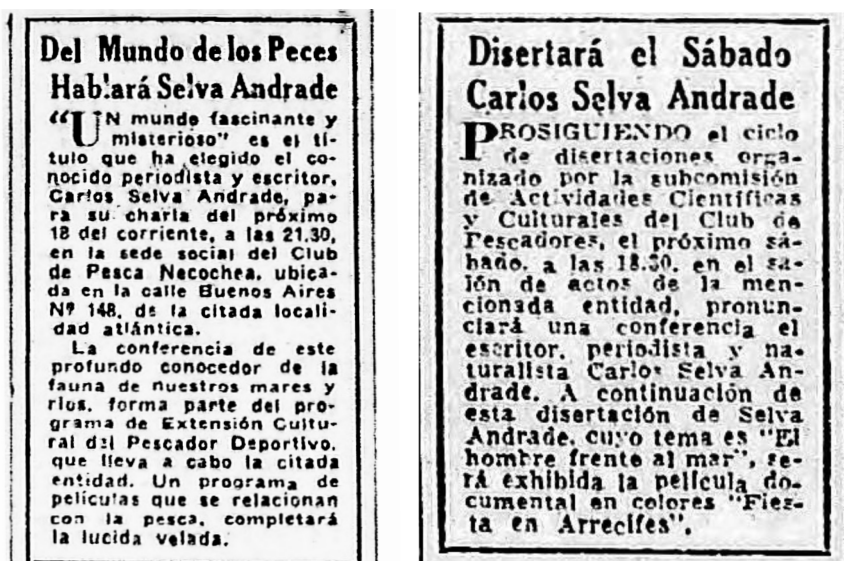 Del Mundo de los Peces
Hablará Selva Andrade
"UN mundo fascinante y
misterioso" es el tí-
tulo que ha elegido el co-
nocido periodista y escritor,
Carlos Selva Andrade, pa-
ra su charla del próximo
18 del corriente, a las 21.30,
en la sede social del Club
de Pesca Necochea, ubica-
da en la calle Buenos Aires
Nº 148, de la citada locali-
dad atlántica.
La conferencia de este
profundo conocedor de la
fauna de nuestros mares y
ríos, forma parte del pro-
grama de Extensión Cultu-
ral del Pescador Deportivo,
que lleva a cabo la citada
entidad. Un programa de
películas que se relacionan
con la pesca, completará
la lucida velada.
Disertará el Sábado
Carlos Selva Andrade
PROSIGUIENDO el ciclo
de disertaciones orga-
nizado por la subcomisión
de Actividades Científicas
y Culturales del Club de
Pescadores, el próximo sá-
bado, a las 18.30, en el sa-
lón de actos de la men-
cionada entidad, pronun-
ciará una conferencia el
escritor, periodista y na-
turalista Carlos Selva An-
drade. A continuación de
esta disertación de Selva
Andrade, cuyo tema es "El
hombre frente al mar", se-
rá exhibida la película do-
cumental en colores "Fies-
ta en Arrecifes".